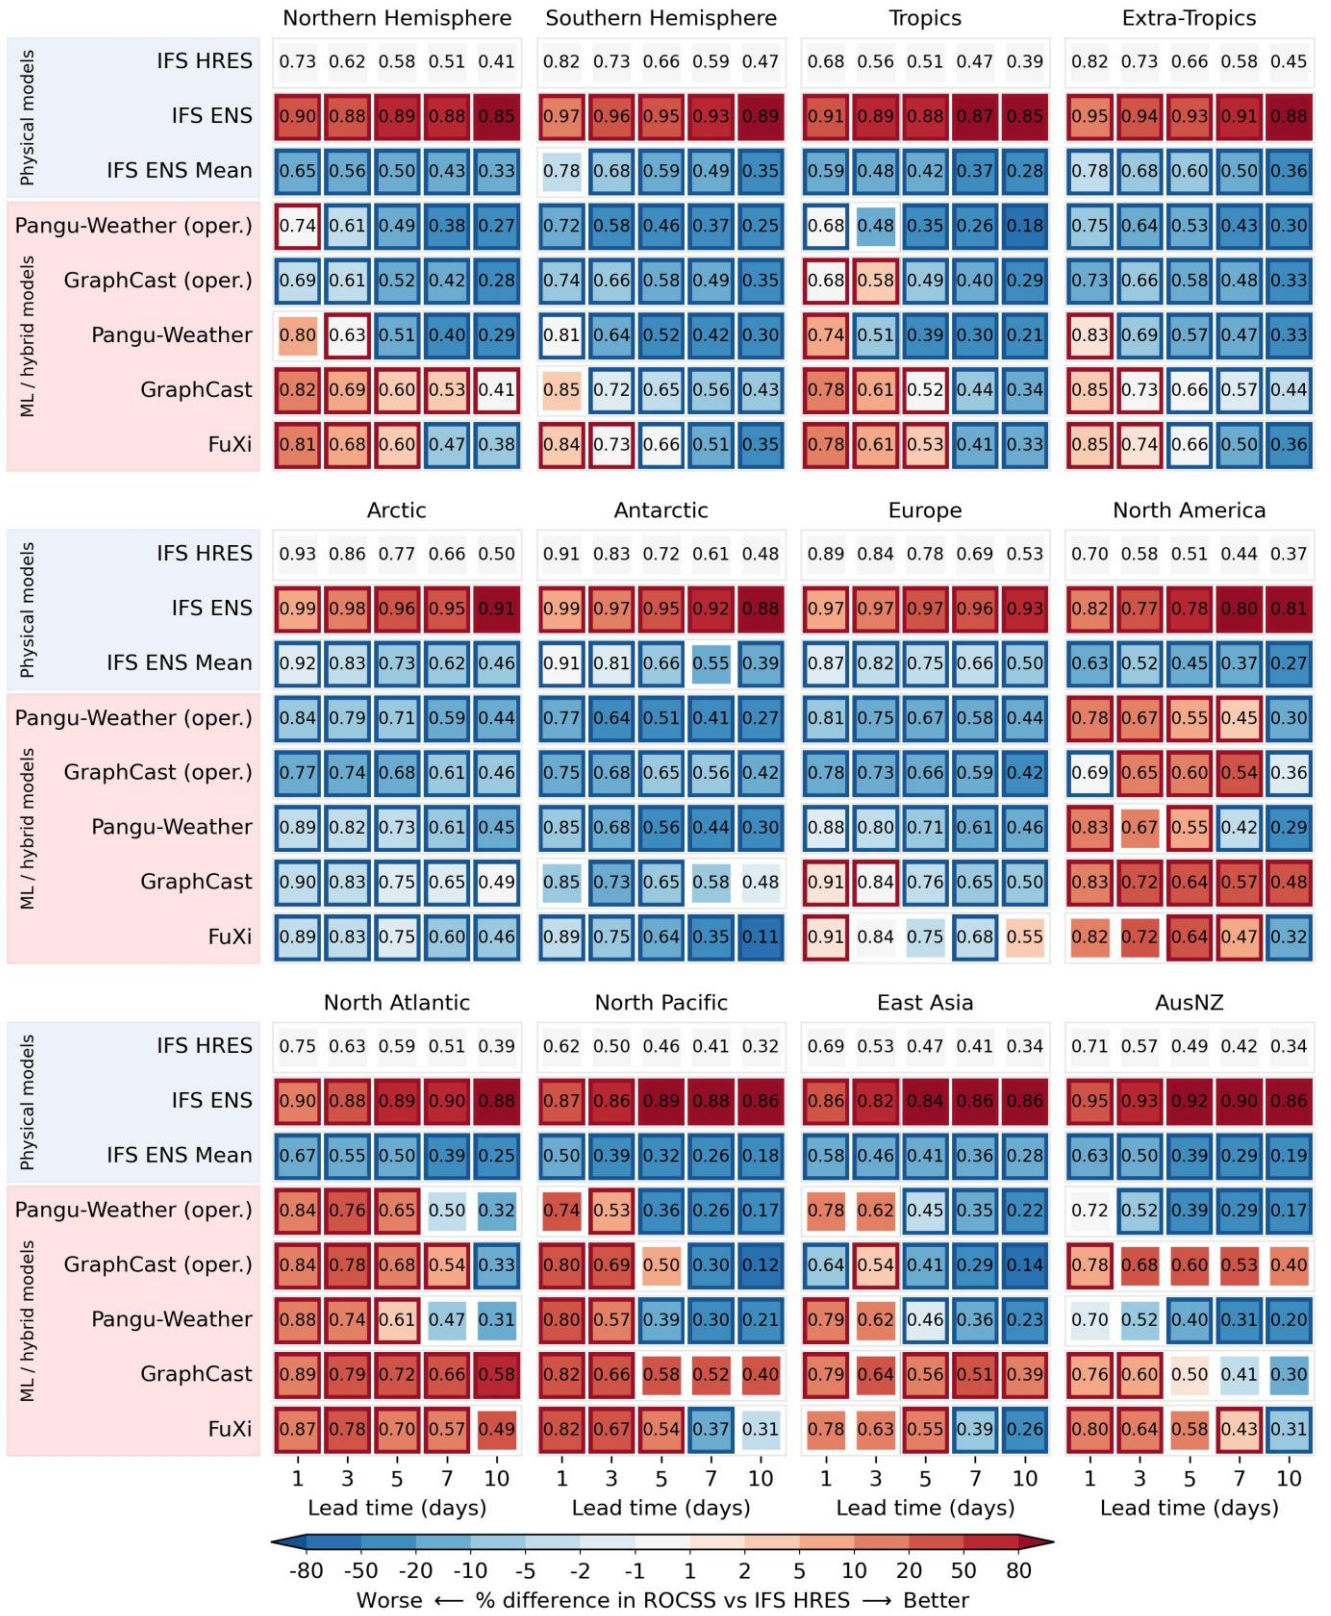 Northern Hemisphere Southern Hemisphere Tropics Extra-Tropics
Physical models
IFS HRES 0.73 0.62 0.58 0.51 0.41 0.82 0.73 0.66 0.59 0.47 0.68 0.56 0.51 0.47 0.39 0.82 0.73 0.66 0.58 0.45
IFS ENS 0.90 0.88 0.89 0.88 0.85 0.97 0.96 0.95 0.93 0.89 0.91 0.89 0.88 0.87 0.85 0.95 0.94 0.93 0.91 0.88
IFS ENS Mean 0.65 0.56 0.50 0.43 0.33 0.78 0.68 0.59 0.49 0.35 0.59 0.48 0.42 0.37 0.28 0.78 0.68 0.60 0.50 0.36
ML / hybrid models
Pangu-Weather (oper.) 0.74 0.61 0.49 0.38 0.27 0.72 0.58 0.46 0.37 0.25 0.68 0.48 0.35 0.26 0.18 0.75 0.64 0.53 0.43 0.30
GraphCast (oper.) 0.69 0.61 0.52 0.42 0.28 0.74 0.66 0.58 0.49 0.35 0.68 0.58 0.49 0.40 0.29 0.73 0.66 0.58 0.48 0.33
Pangu-Weather 0.80 0.63 0.51 0.40 0.29 0.81 0.64 0.52 0.42 0.30 0.74 0.51 0.39 0.30 0.21 0.83 0.69 0.57 0.47 0.33
GraphCast 0.82 0.69 0.60 0.53 0.41 0.85 0.72 0.65 0.56 0.43 0.78 0.61 0.52 0.44 0.34 0.85 0.73 0.66 0.57 0.44
FuXi 0.81 0.68 0.60 0.47 0.38 0.84 0.73 0.66 0.51 0.35 0.78 0.61 0.53 0.41 0.33 0.85 0.74 0.66 0.50 0.36
Arctic Antarctic Europe North America
Physical models
IFS HRES 0.93 0.86 0.77 0.66 0.50 0.91 0.83 0.72 0.61 0.48 0.89 0.84 0.78 0.69 0.53 0.70 0.58 0.51 0.44 0.37
IFS ENS 0.99 0.98 0.96 0.95 0.91 0.99 0.97 0.95 0.92 0.88 0.97 0.97 0.97 0.96 0.93 0.82 0.77 0.78 0.80 0.81
IFS ENS Mean 0.92 0.83 0.73 0.62 0.46 0.91 0.81 0.66 0.55 0.39 0.87 0.82 0.75 0.66 0.50 0.63 0.52 0.45 0.37 0.27
ML / hybrid models
Pangu-Weather (oper.) 0.84 0.79 0.71 0.59 0.44 0.77 0.64 0.51 0.41 0.27 0.81 0.75 0.67 0.58 0.44 0.78 0.67 0.55 0.45 0.30
GraphCast (oper.) 0.77 0.74 0.68 0.61 0.46 0.75 0.68 0.65 0.56 0.42 0.78 0.73 0.66 0.59 0.42 0.69 0.65 0.60 0.54 0.36
Pangu-Weather 0.89 0.82 0.73 0.61 0.45 0.85 0.68 0.56 0.44 0.30 0.88 0.80 0.71 0.61 0.46 0.83 0.67 0.55 0.42 0.29
GraphCast 0.90 0.83 0.75 0.65 0.49 0.85 0.73 0.65 0.58 0.48 0.91 0.84 0.76 0.65 0.50 0.83 0.72 0.64 0.57 0.48
FuXi 0.89 0.83 0.75 0.60 0.46 0.89 0.75 0.64 0.35 0.11 0.91 0.84 0.75 0.68 0.55 0.82 0.72 0.64 0.47 0.32
North Atlantic North Pacific East Asia AusNZ
Physical models
IFS HRES 0.75 0.63 0.59 0.51 0.39 0.62 0.50 0.46 0.41 0.32 0.69 0.53 0.47 0.41 0.34 0.71 0.57 0.49 0.42 0.34
IFS ENS 0.90 0.88 0.89 0.90 0.88 0.87 0.86 0.89 0.88 0.86 0.86 0.82 0.84 0.86 0.86 0.95 0.93 0.92 0.90 0.86
IFS ENS Mean 0.67 0.55 0.50 0.39 0.25 0.50 0.39 0.32 0.26 0.18 0.58 0.46 0.41 0.36 0.28 0.63 0.50 0.39 0.29 0.19
ML / hybrid models
Pangu-Weather (oper.) 0.84 0.76 0.65 0.50 0.32 0.74 0.53 0.36 0.26 0.17 0.78 0.62 0.45 0.35 0.22 0.72 0.52 0.39 0.29 0.17
GraphCast (oper.) 0.84 0.78 0.68 0.54 0.33 0.80 0.69 0.50 0.30 0.12 0.64 0.54 0.41 0.29 0.14 0.78 0.68 0.60 0.53 0.40
Pangu-Weather 0.88 0.74 0.61 0.47 0.31 0.80 0.57 0.39 0.30 0.21 0.79 0.62 0.46 0.36 0.23 0.70 0.52 0.40 0.31 0.20
GraphCast 0.89 0.79 0.72 0.66 0.58 0.82 0.66 0.58 0.52 0.40 0.79 0.64 0.56 0.51 0.39 0.76 0.60 0.50 0.41 0.30
FuXi 0.87 0.78 0.70 0.57 0.49 0.82 0.67 0.54 0.37 0.31 0.78 0.63 0.55 0.39 0.26 0.80 0.64 0.58 0.43 0.31
1 3 5 7 10 1 3 5 7 10 1 3 5 7 10 1 3 5 7 10
Lead time (days) Lead time (days) Lead time (days) Lead time (days)
-80 -50 -20 -10 -5 -2 -1 1 2 5 10 20 50 80
Worse ← % difference in ROCSS vs IFS HRES → Better